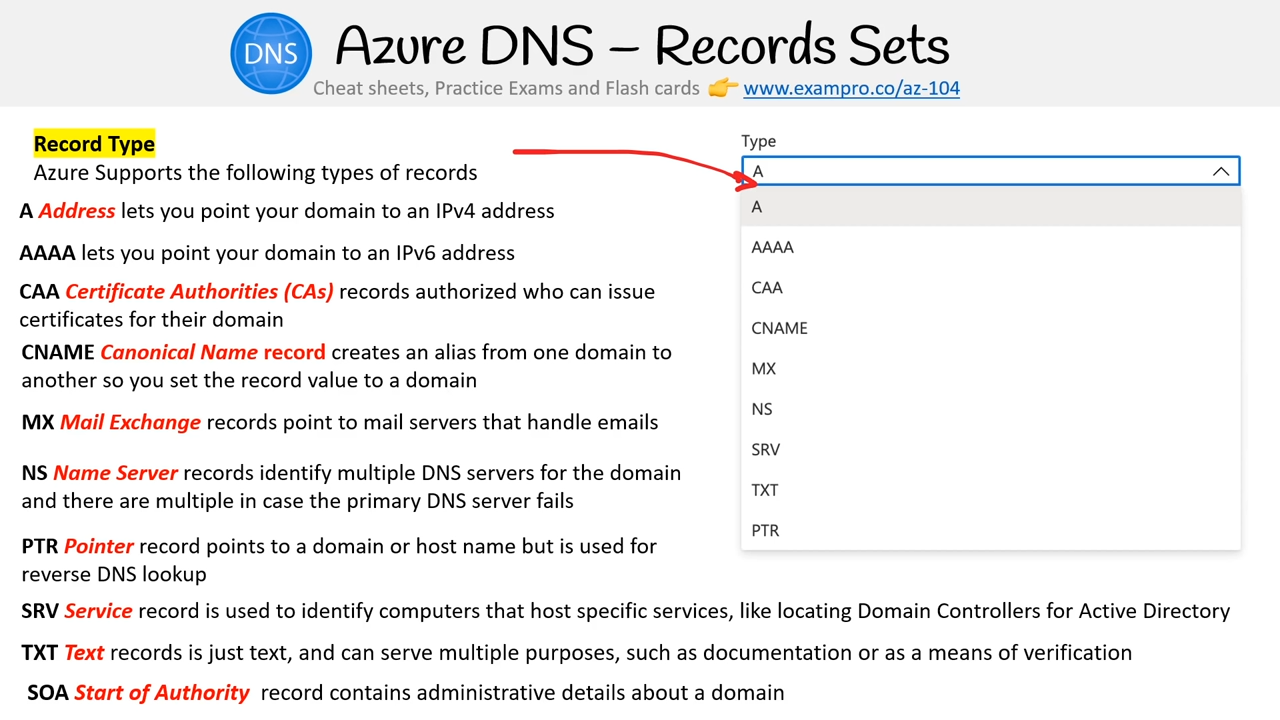 DNS
Azure DNS – Records Sets
Cheat sheets, Practice Exams and Flash cards 👉 www.exampro.co/az-104
Record Type
Azure Supports the following types of records
A Address lets you point your domain to an IPv4 address
AAAA lets you point your domain to an IPv6 address
CAA Certificate Authorities (CAs) records authorized who can issue
certificates for their domain
CNAME Canonical Name record creates an alias from one domain to
another so you set the record value to a domain
MX Mail Exchange records point to mail servers that handle emails
NS Name Server records identify multiple DNS servers for the domain
and there are multiple in case the primary DNS server fails
PTR Pointer record points to a domain or host name but is used for
reverse DNS lookup
SRV Service record is used to identify computers that host specific services, like locating Domain Controllers for Active Directory
TXT Text records is just text, and can serve multiple purposes, such as documentation or as a means of verification
SOA Start of Authority record contains administrative details about a domain
Type
A
A
AAAA
CAA
CNAME
MX
NS
SRV
TXT
PTR